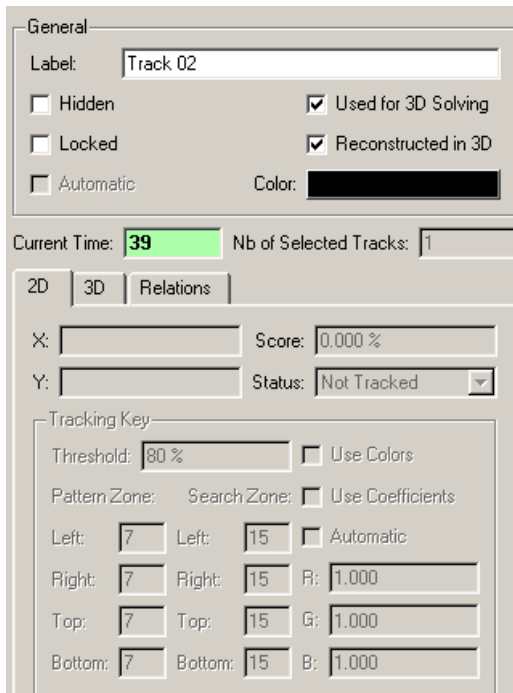 General
Label: Track 02
Hidden Used for 3D Solving
Locked Reconstructed in 3D
Automatic Color:
Current Time: 39 Nb of Selected Tracks: 1
2D 3D Relations
X: Score: 0.000 %
Y: Status: Not Tracked
Tracking Key
Threshold: 80 % Use Colors
Pattern Zone: Search Zone: Use Coefficients
Left: 7 Left: 15 Automatic
Right: 7 Right: 15 R: 1.000
Top: 7 Top: 15 G: 1.000
Bottom: 7 Bottom: 15 B: 1.000